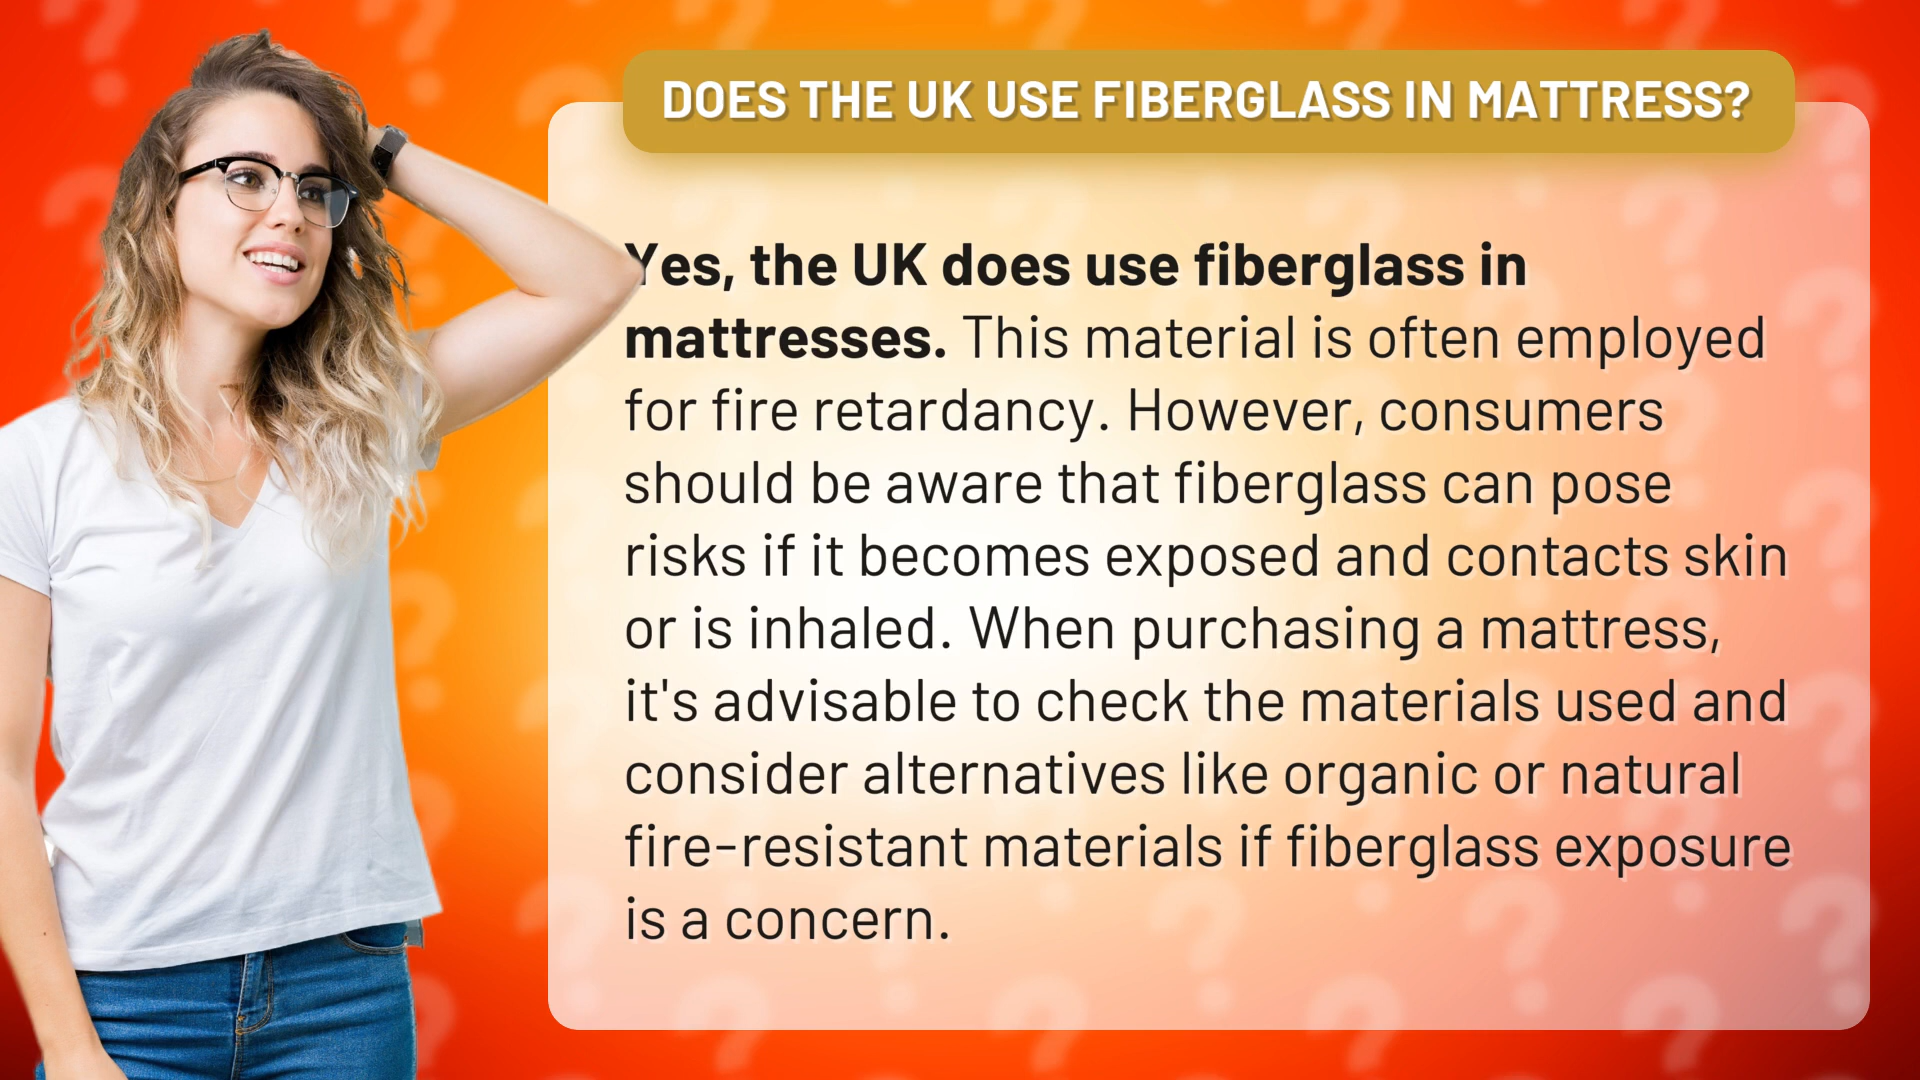 DOES THE UK USE FIBERGLASS IN MATTRESS?
Yes, the UK does use fiberglass in
mattresses. This material is often employed
for fire retardancy. However, consumers
should be aware that fiberglass can pose
risks if it becomes exposed and contacts skin
or is inhaled. When purchasing a mattress,
it's advisable to check the materials used and
consider alternatives like organic or natural
fire-resistant materials if fiberglass exposure
is a concern.